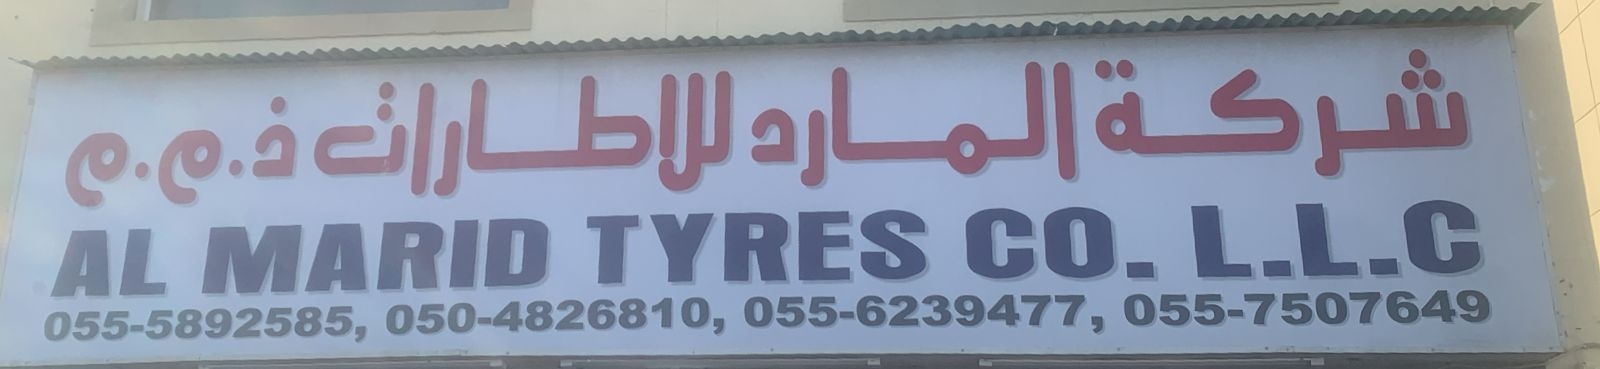 شركة المارد للاطارات ذ.م.م
AL MARID TYRES CO. L.L.C
055-5892585, 050-4826810, 055-6239477, 055-7507649